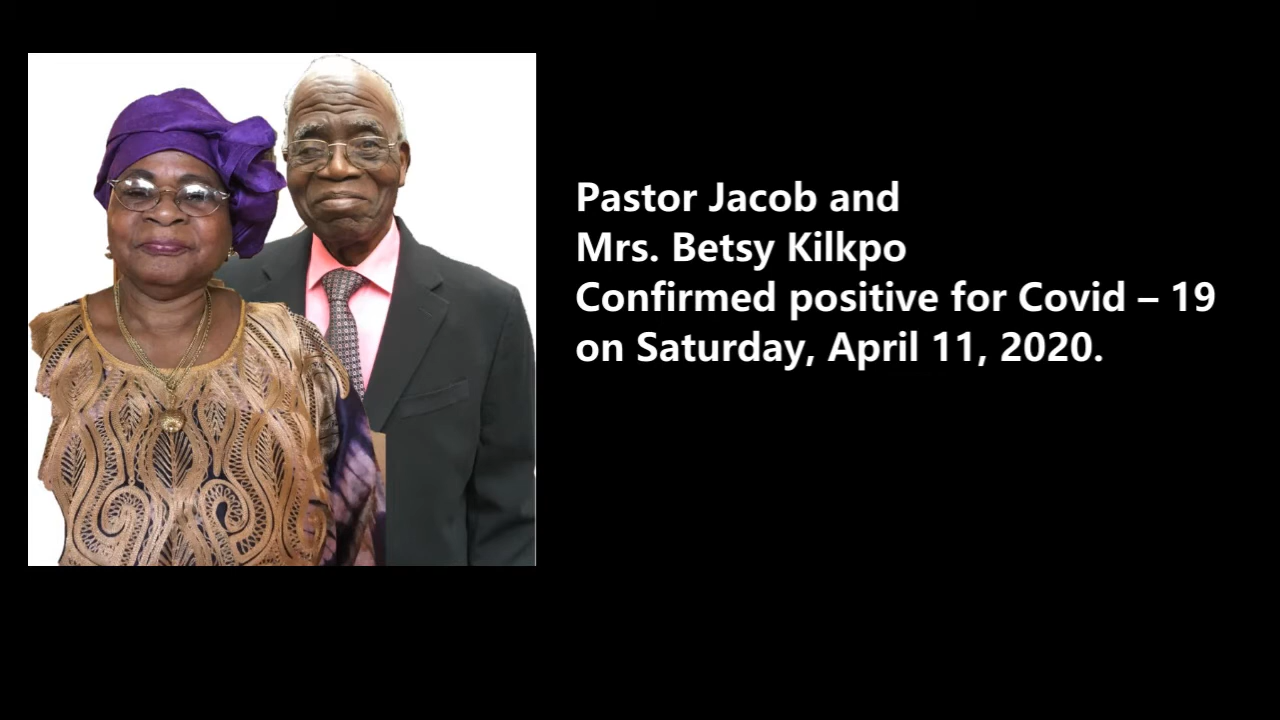 Pastor Jacob and
Mrs. Betsy Kilkpo
Confirmed positive for Covid – 19
on Saturday, April 11, 2020.